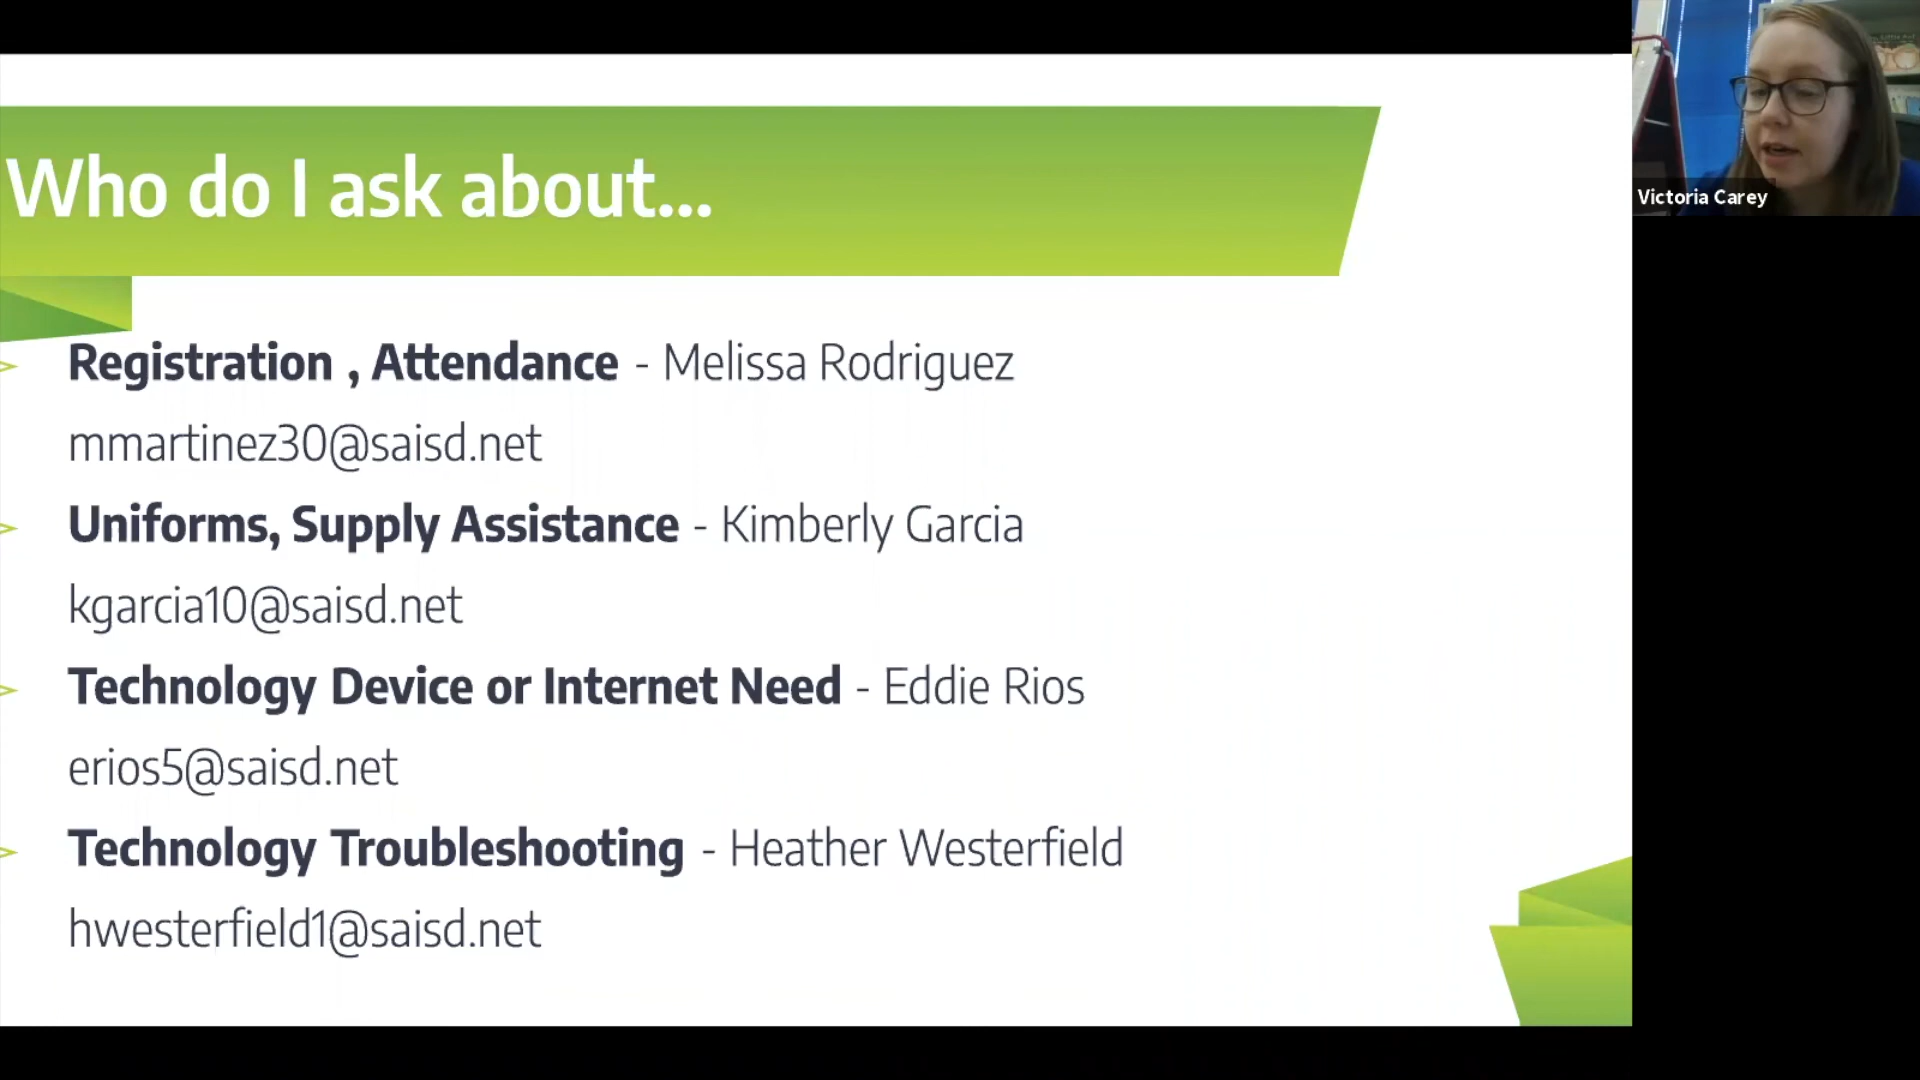 Who do I ask about...
Registration , Attendance - Melissa Rodriguez
mmartinez30@saisd.net
Uniforms, Supply Assistance - Kimberly Garcia
kgarcia10@saisd.net
Technology Device or Internet Need - Eddie Rios
erios5@saisd.net
Technology Troubleshooting - Heather Westerfield
hwesterfield1@saisd.net
Victoria Carey